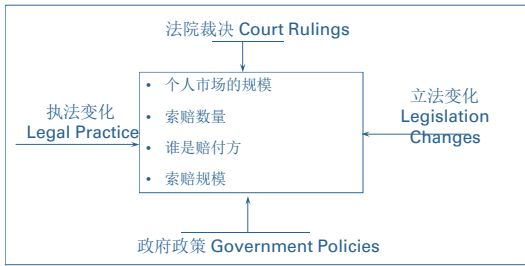 法院裁决 Court Rulings
执法变化
Legal Practice
• 个人市场的规模
• 索赔数量
• 谁是赔付方
• 索赔规模
立法变化
Legislation
Changes
政府政策 Government Policies